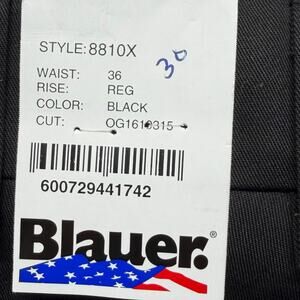 STYLE:8810X
30
WAIST: 36
RISE: REG
COLOR: BLACK
CUT: OG1610315
600729441742
Blauer.®